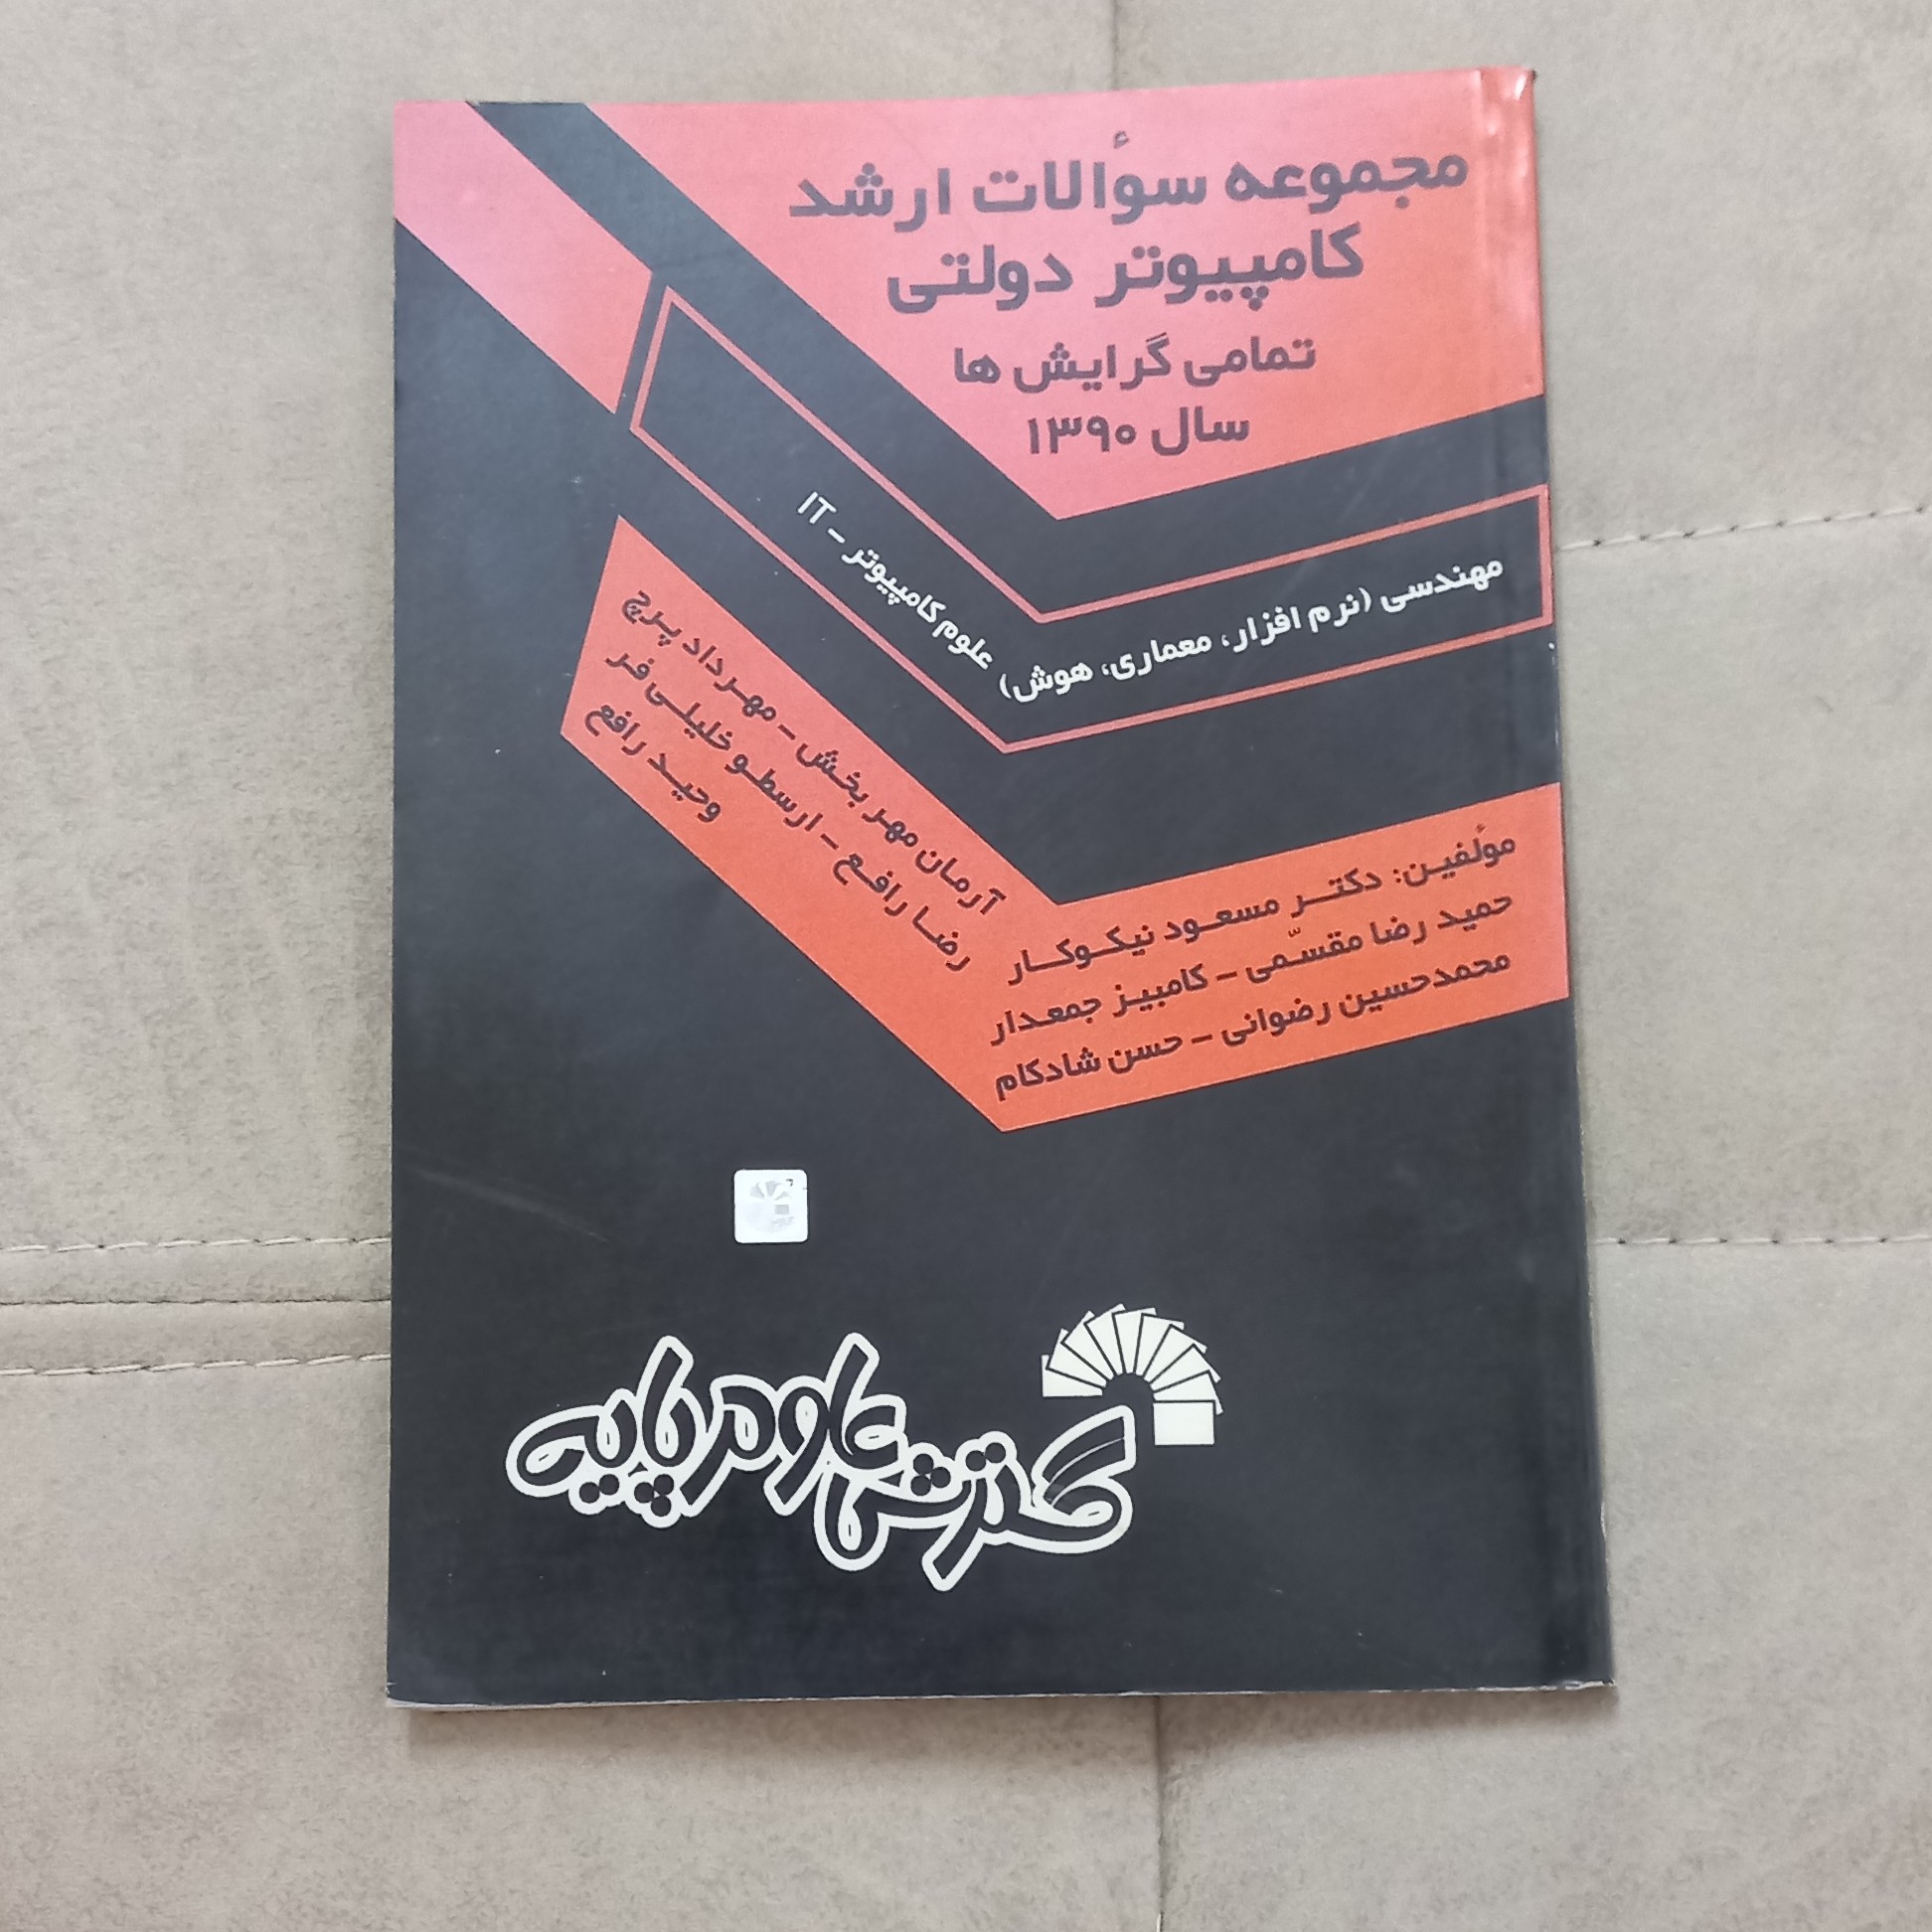 مجموعه سؤالات ارشد
کامپیوتر دولتی
تمامی گرایش ها
سال ۱۳۹۰
مهندسی (نرم افزار، معماری، هوش) علوم کامپیوتر - IT
مؤلفین: دکتر مسعود نیکوکار
حمید رضا مقسّمی - کامبیز جمعدار
محمدحسین رضوانی - حسن شادکام
آرمان مهر بخش - مهرداد پرچ
رضا رافع - ارسطو خلیلی فر
وحید رافع
گسترش علوم پایه